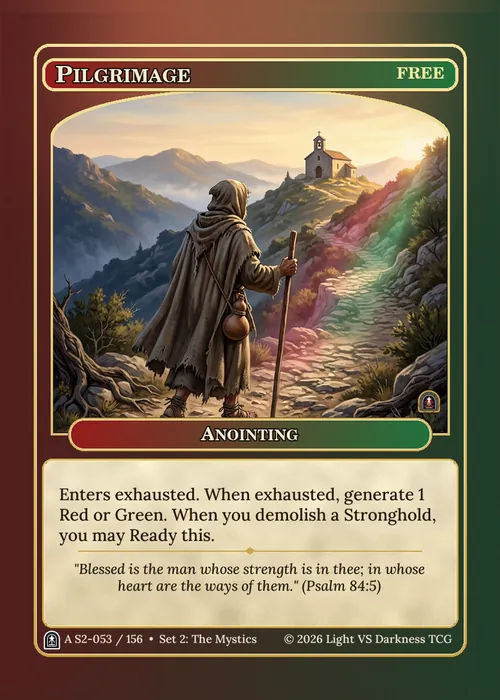 PILGRIMAGE FREE
ANOINTING
Enters exhausted. When exhausted, generate 1
Red or Green. When you demolish a Stronghold,
you may Ready this.
"Blessed is the man whose strength is in thee; in whose
heart are the ways of them." (Psalm 84:5)
A S2-053 / 156 • Set 2: The Mystics © 2026 Light VS Darkness TCG